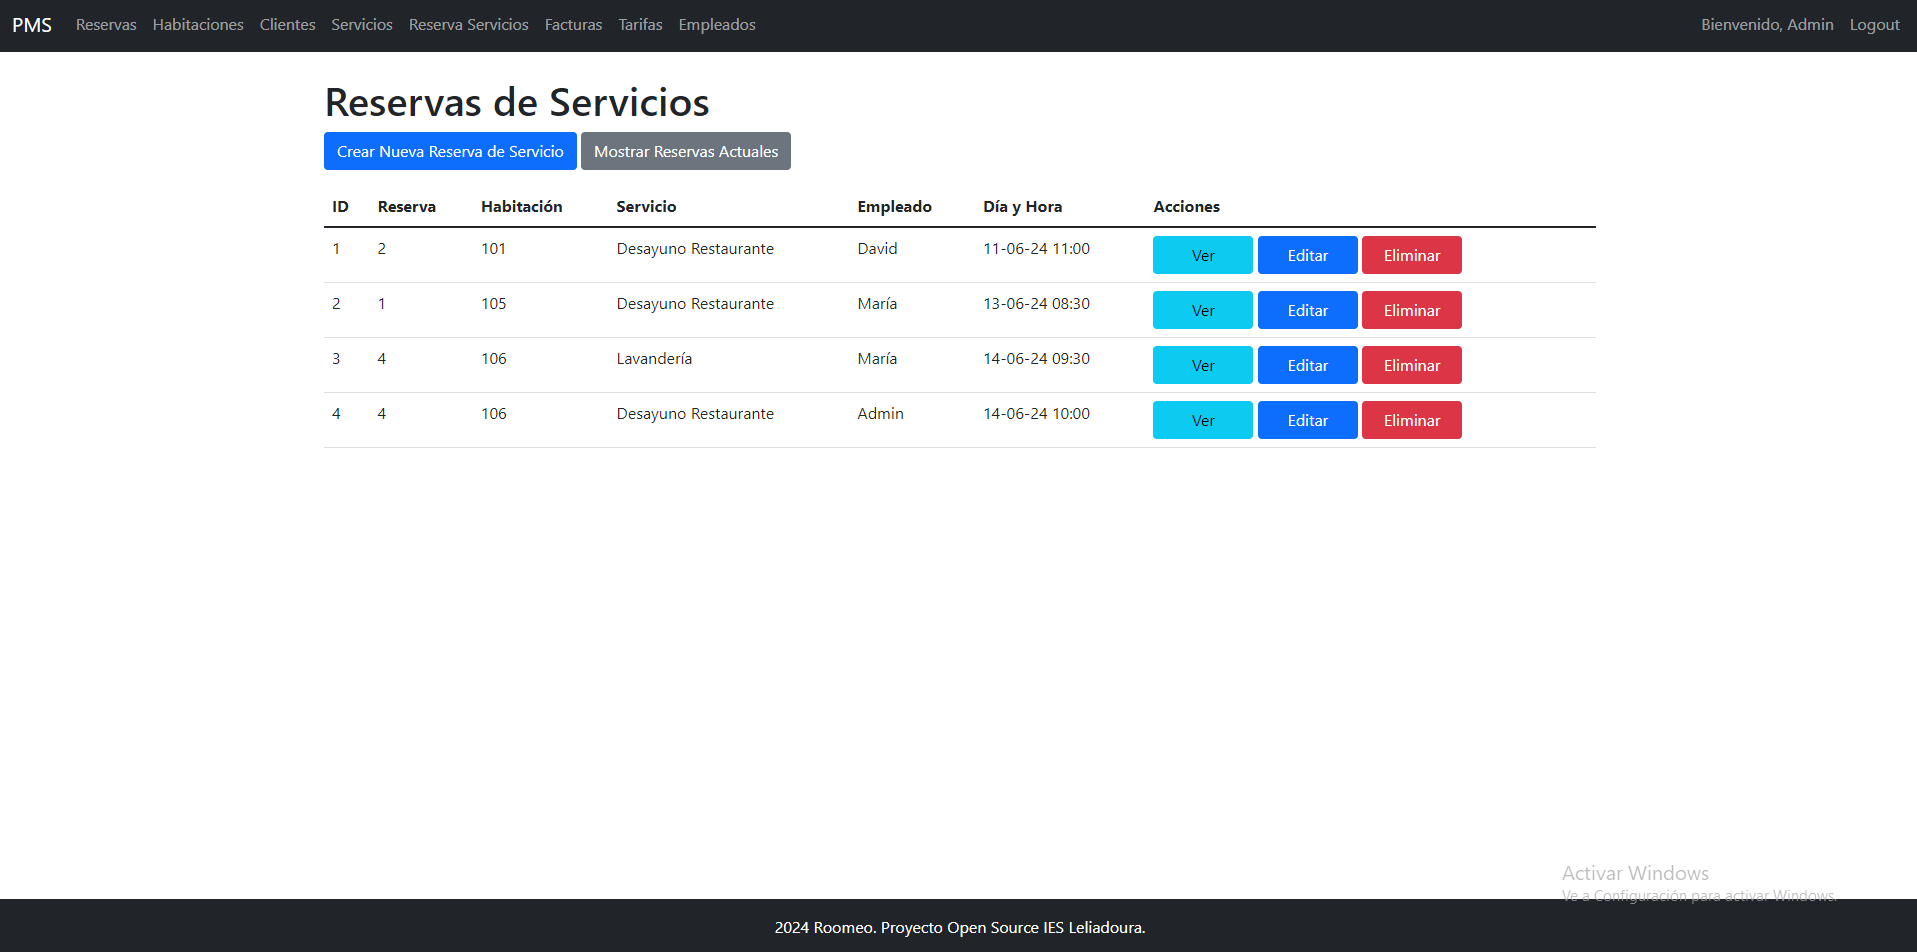 PMS Reservas Habitaciones Clientes Servicios Reserva Servicios Facturas Tarifas Empleados Bienvenido, Admin Logout
Reservas de Servicios
Crear Nueva Reserva de Servicio Mostrar Reservas Actuales
ID Reserva Habitación Servicio Empleado Día y Hora Acciones
1 2 101 Desayuno Restaurante David 11-06-24 11:00 Ver Editar Eliminar
2 1 105 Desayuno Restaurante María 13-06-24 08:30 Ver Editar Eliminar
3 4 106 Lavandería María 14-06-24 09:30 Ver Editar Eliminar
4 4 106 Desayuno Restaurante Admin 14-06-24 10:00 Ver Editar Eliminar
Activar Windows
Ve a Configuración para activar Windows.
2024 Roomeo. Proyecto Open Source IES Leliadoura.